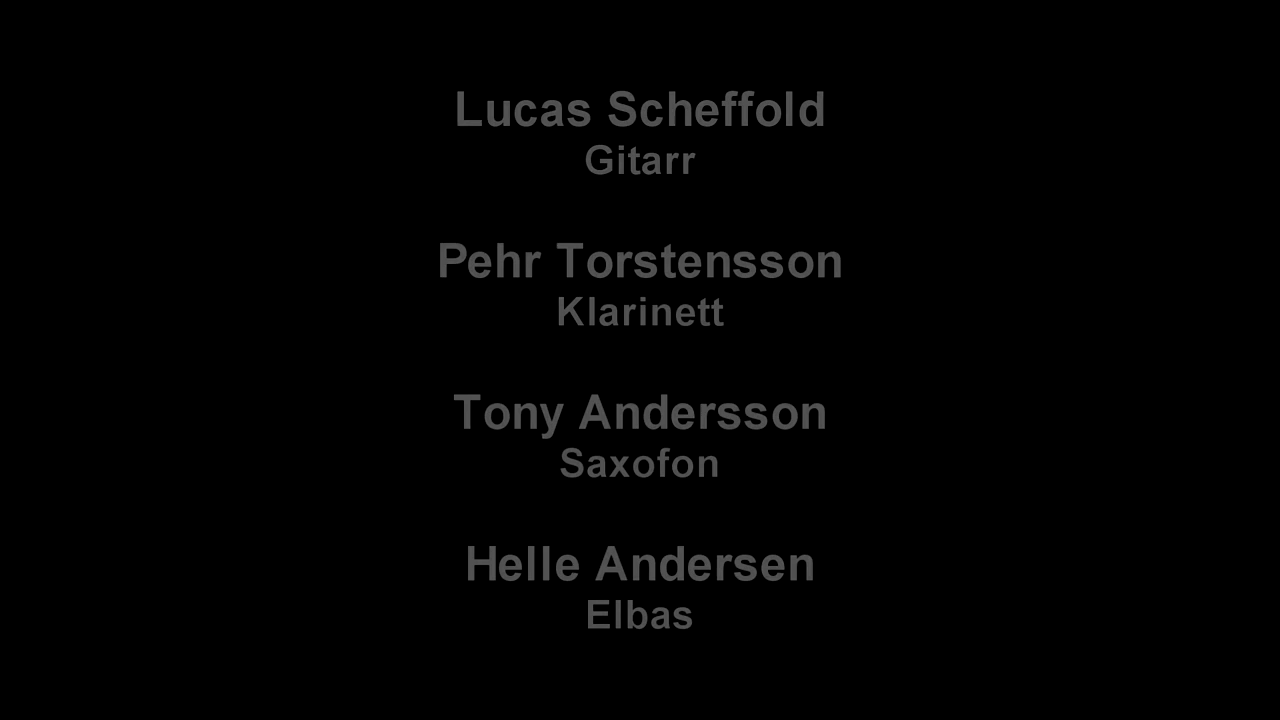 Lucas Scheffold
Gitarr
Pehr Torstensson
Klarinett
Tony Andersson
Saxofon
Helle Andersen
Elbas